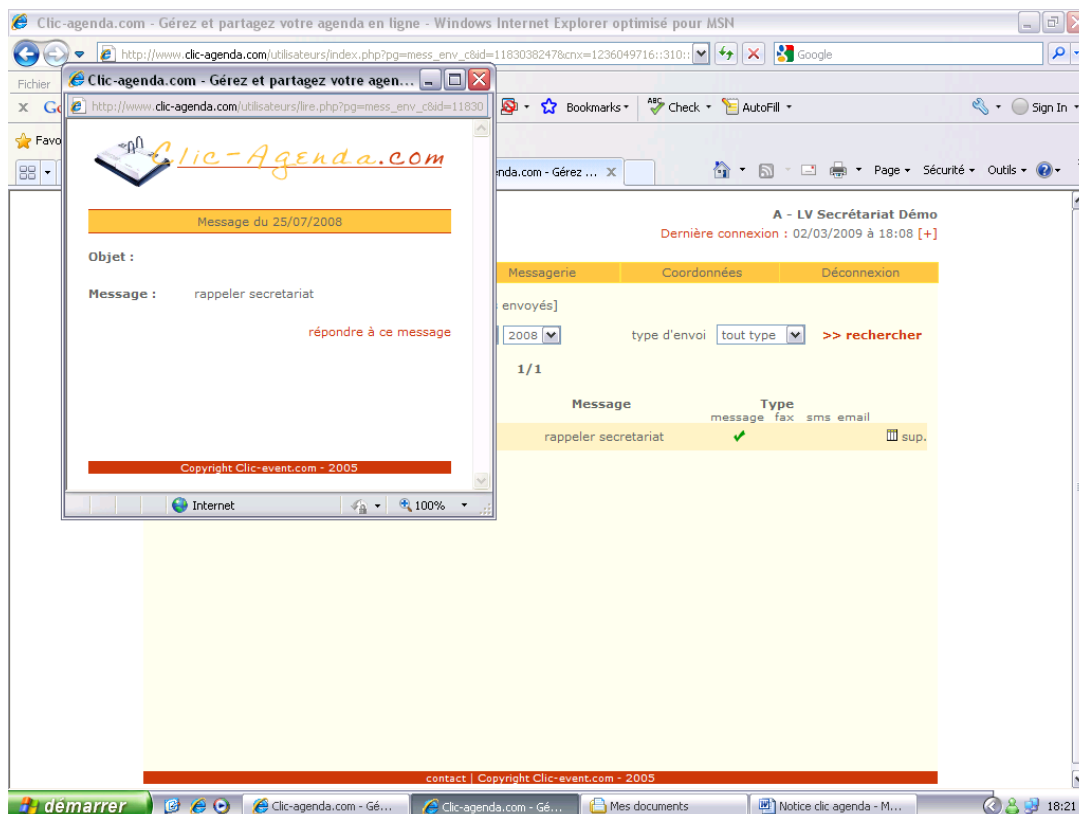 Clic-agenda.com - Gérez et partagez votre agenda en ligne - Windows Internet Explorer optimisé pour MSN
http://www.clic-agenda.com/utilisateurs/index.php?pg=mess_env_c&id=1183038247&cnx=1236049716::310::
Google
Fichier
Clic-agenda.com - Gérez et partagez votre agen...
http://www.clic-agenda.com/utilisateurs/lire.php?pg=mess_env_c&id=11830
x Go
Bookmarks
Check
AutoFill
Sign In
Favo
nda.com - Gérez ... X
Page
Sécurité
Outils
Clic-Agenda.com
Message du 25/07/2008
Objet :
Message : rappeler secretariat
répondre à ce message
Copyright Clic-event.com - 2005
Internet
100%
A - LV Secrétariat Démo
Dernière connexion : 02/03/2009 à 18:08 [+]
Messagerie Coordonnées Déconnexion
envoyés]
2008 type d'envoi tout type >> rechercher
1/1
Message Type
message fax sms email
rappeler secretariat sup.
contact | Copyright Clic-event.com - 2005
démarrer
Clic-agenda.com - Gé...
Clic-agenda.com - Gé...
Mes documents
Notice clic agenda - M...
18:21